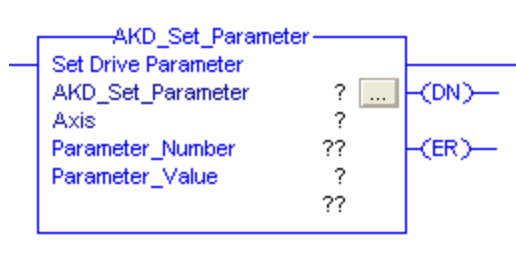 AKD_Set_Parameter
Set Drive Parameter
AKD_Set_Parameter ? ... (DN)
Axis ?
Parameter_Number ?? (ER)
Parameter_Value ?
??